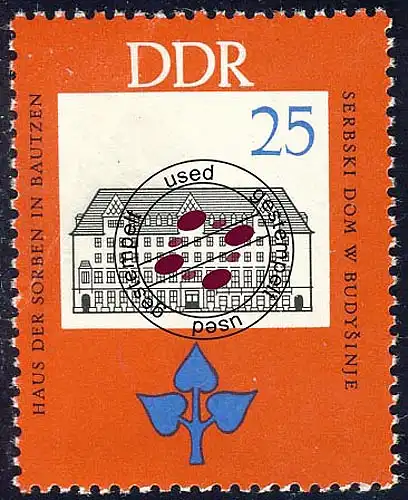 DDR
25
HAUS DER SORBEN IN BAUTZEN
SERBSKI DOM W BUDYŠINJE
used
gestempelt
used
gestempelt